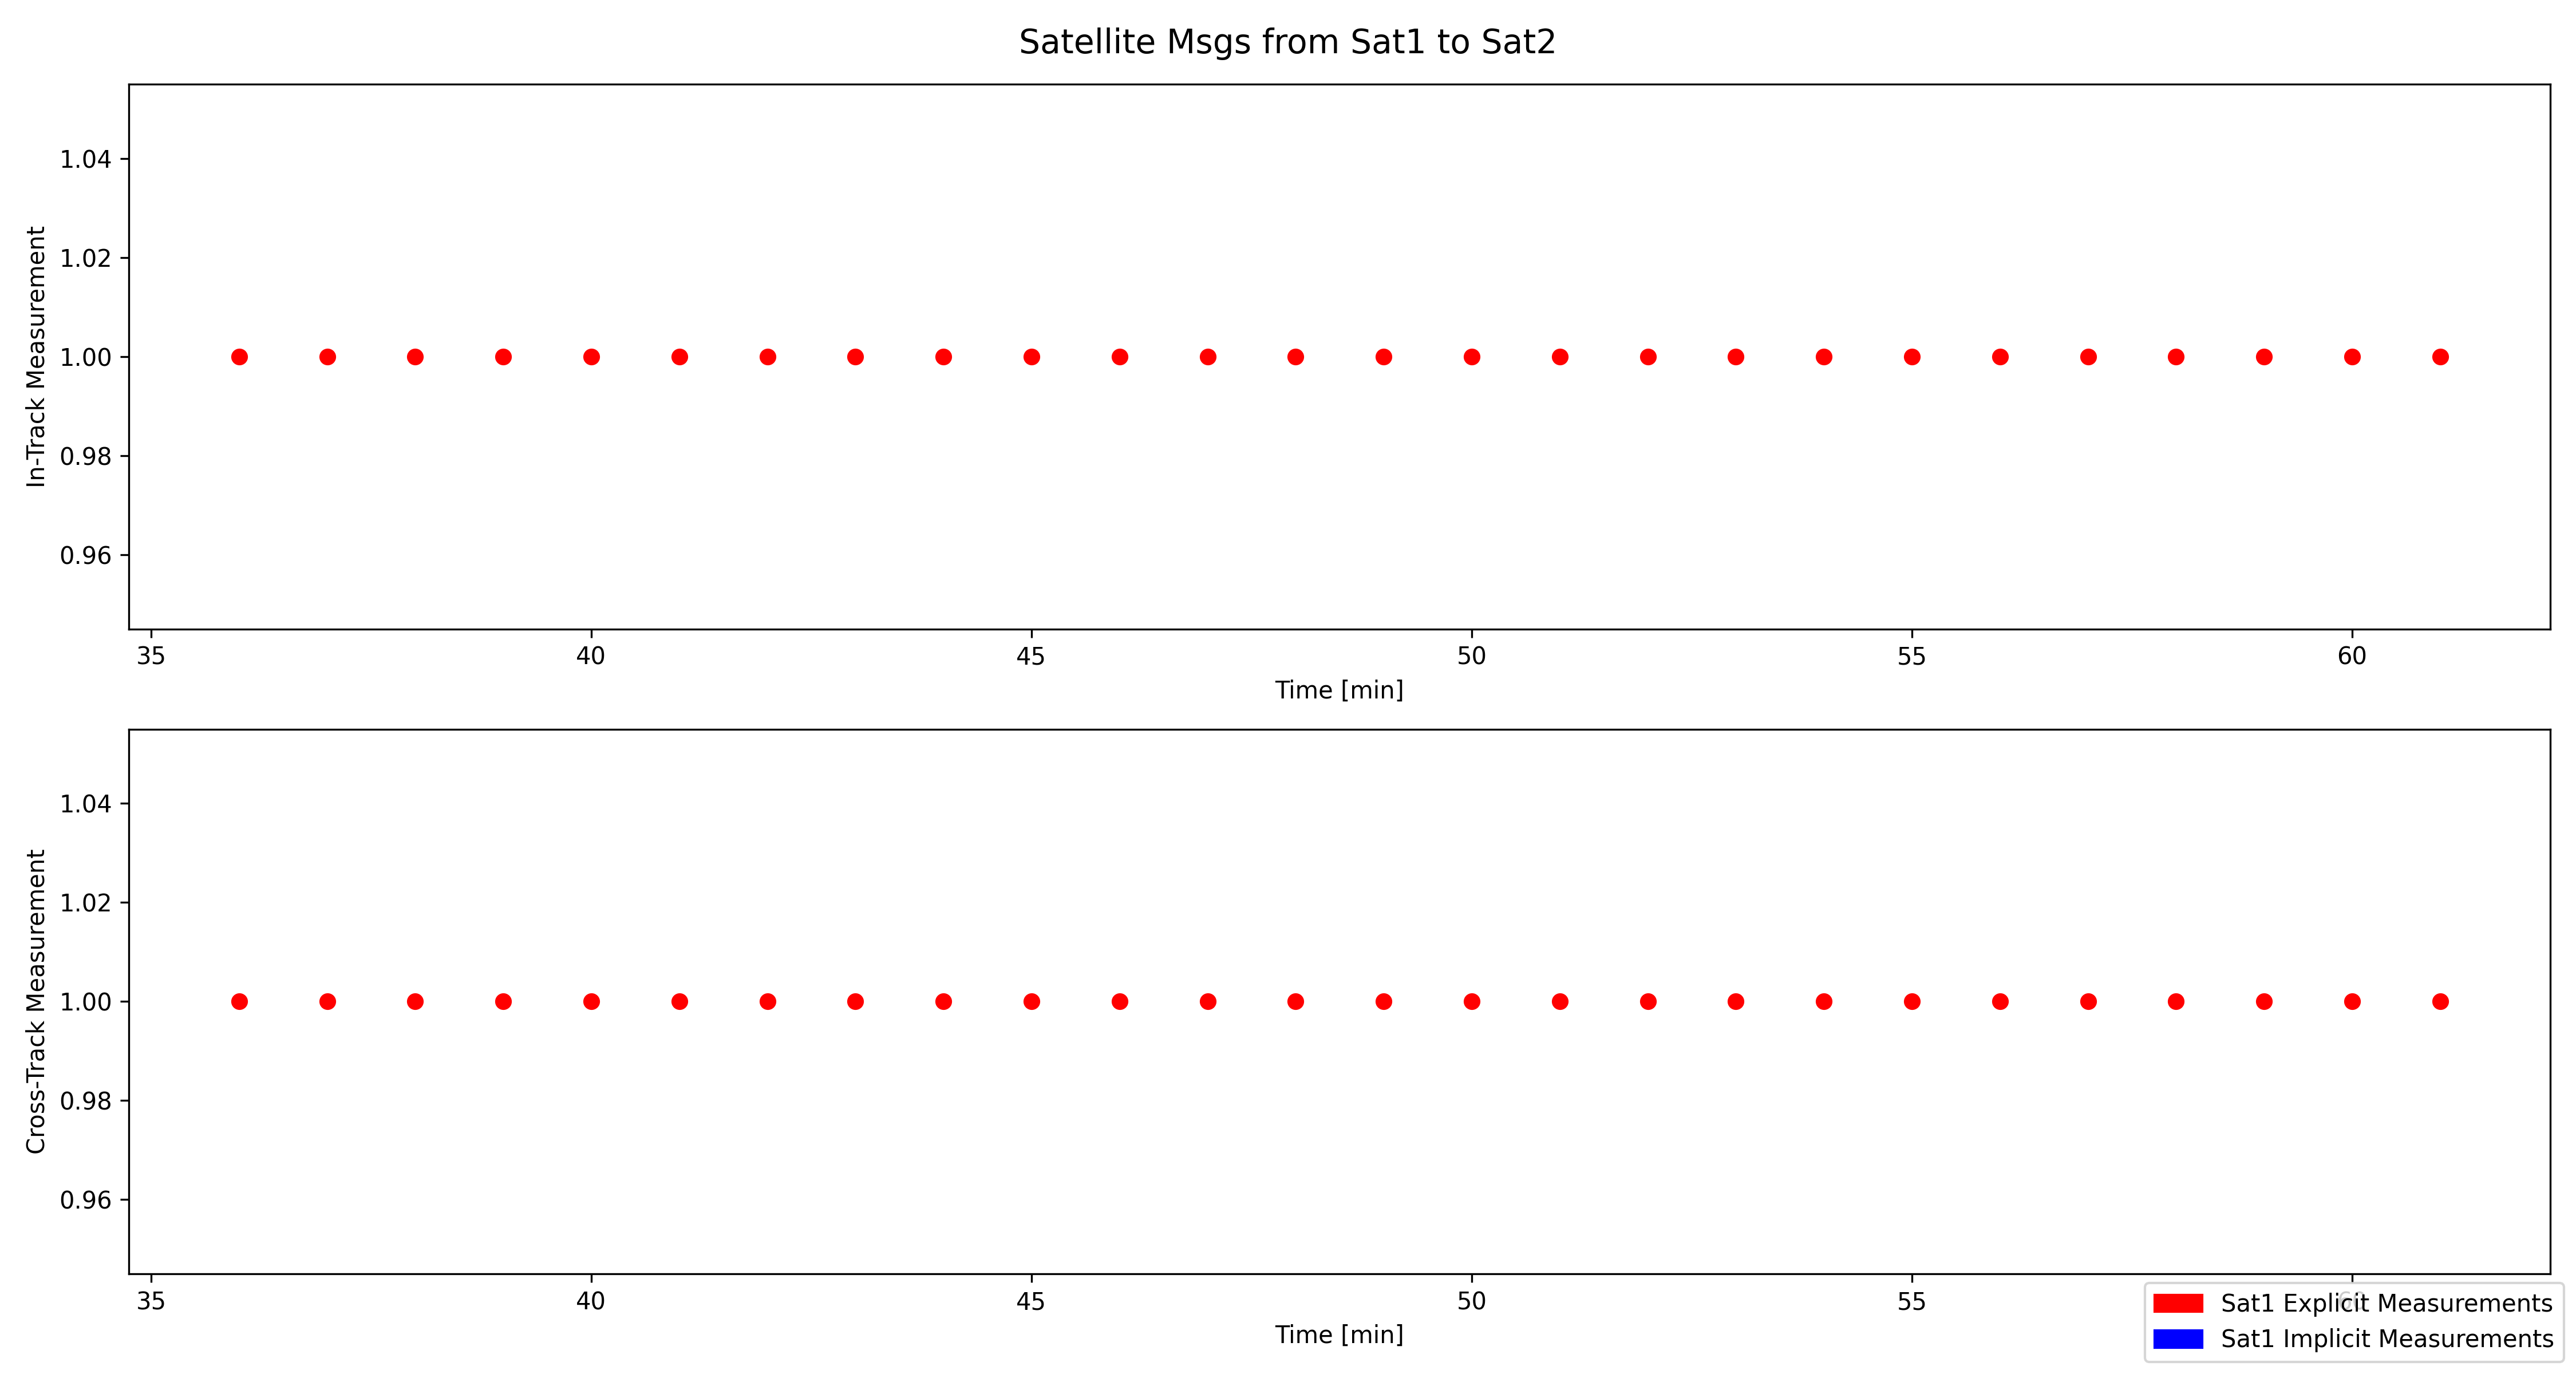 Satellite Msgs from Sat1 to Sat2
In-Track Measurement
1.04
1.02
1.00
0.98
0.96
35 40 45 50 55 60
Time [min]
Cross-Track Measurement
1.04
1.02
1.00
0.98
0.96
35 40 45 50 55 60
Time [min]
Sat1 Explicit Measurements
Sat1 Implicit Measurements